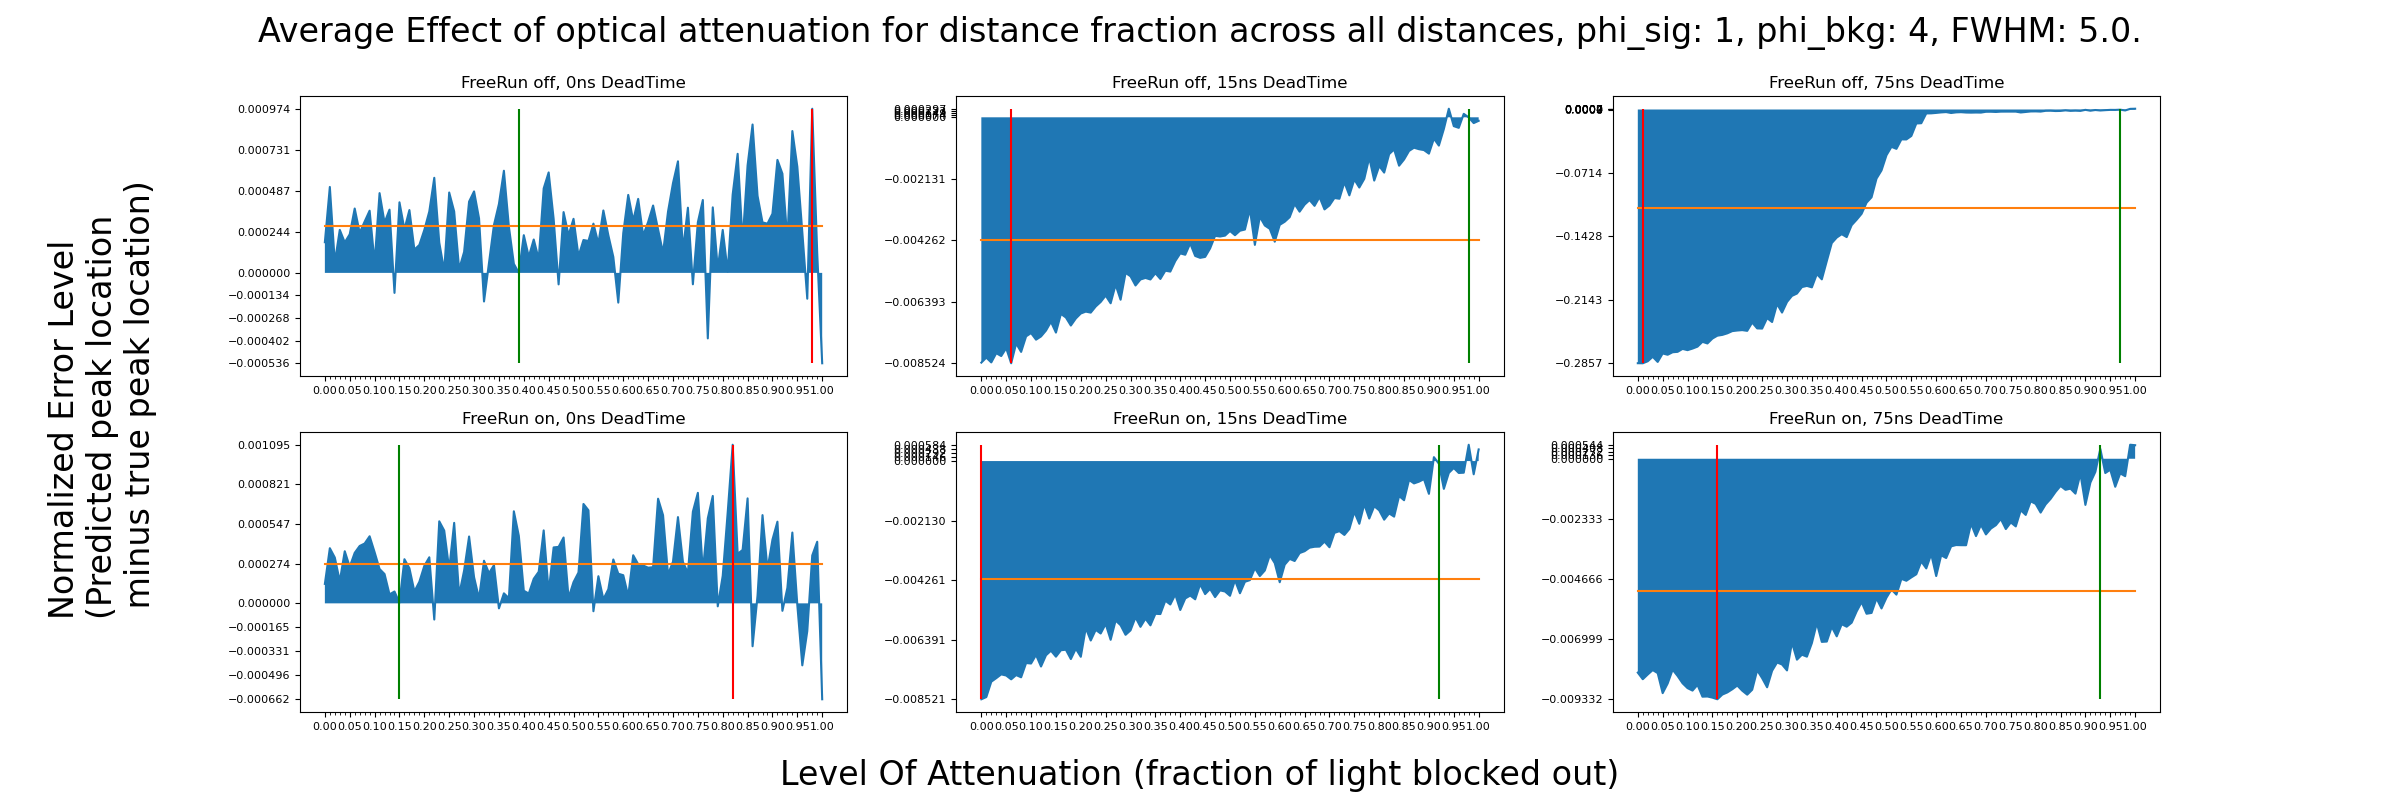 Average Effect of optical attenuation for distance fraction across all distances, phi_sig: 1, phi_bkg: 4, FWHM: 5.0.
Normalized Error Level
(Predicted peak location
minus true peak location)
FreeRun off, 0ns DeadTime
0.000974
0.000731
0.000487
0.000244
0.000000
−0.000134
−0.000268
−0.000402
−0.000536
0.00 0.05 0.10 0.15 0.20 0.25 0.30 0.35 0.40 0.45 0.50 0.55 0.60 0.65 0.70 0.75 0.80 0.85 0.90 0.95 1.00
FreeRun off, 15ns DeadTime
0.000000
−0.002131
−0.004262
−0.006393
−0.008524
0.00 0.05 0.10 0.15 0.20 0.25 0.30 0.35 0.40 0.45 0.50 0.55 0.60 0.65 0.70 0.75 0.80 0.85 0.90 0.95 1.00
FreeRun off, 75ns DeadTime
−0.0714
−0.1428
−0.2143
−0.2857
0.00 0.05 0.10 0.15 0.20 0.25 0.30 0.35 0.40 0.45 0.50 0.55 0.60 0.65 0.70 0.75 0.80 0.85 0.90 0.95 1.00
FreeRun on, 0ns DeadTime
0.001095
0.000821
0.000547
0.000274
0.000000
−0.000165
−0.000331
−0.000496
−0.000662
0.00 0.05 0.10 0.15 0.20 0.25 0.30 0.35 0.40 0.45 0.50 0.55 0.60 0.65 0.70 0.75 0.80 0.85 0.90 0.95 1.00
FreeRun on, 15ns DeadTime
0.000584
0.000000
−0.002130
−0.004261
−0.006391
−0.008521
0.00 0.05 0.10 0.15 0.20 0.25 0.30 0.35 0.40 0.45 0.50 0.55 0.60 0.65 0.70 0.75 0.80 0.85 0.90 0.95 1.00
FreeRun on, 75ns DeadTime
0.000544
0.000000
−0.002333
−0.004666
−0.006999
−0.009332
0.00 0.05 0.10 0.15 0.20 0.25 0.30 0.35 0.40 0.45 0.50 0.55 0.60 0.65 0.70 0.75 0.80 0.85 0.90 0.95 1.00
Level Of Attenuation (fraction of light blocked out)